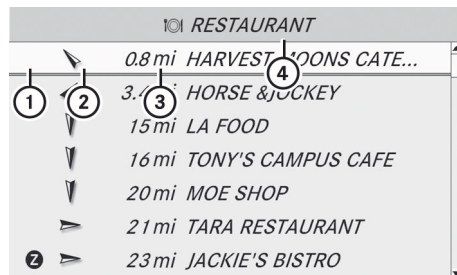 RESTAURANT
0.8 mi HARVEST MOONS CATE...
HORSE &JOCKEY
15 mi LA FOOD
16 mi TONY'S CAMPUS CAFE
20 mi MOE SHOP
21 mi TARA RESTAURANT
Z 23 mi JACKIE'S BISTRO
1
2
3
4